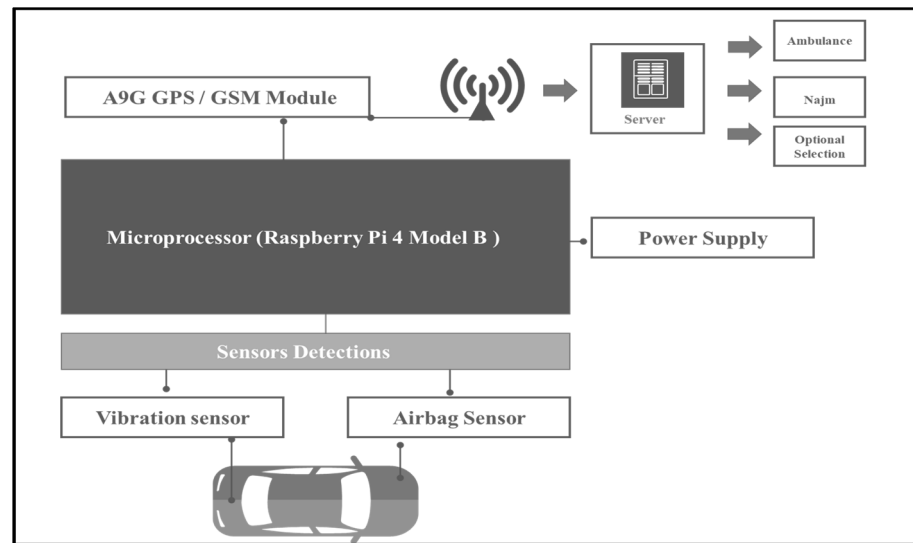 A9G GPS / GSM Module
Server
Ambulance
Najm
Optional
Selection
Microprocessor (Raspberry Pi 4 Model B )
Power Supply
Sensors Detections
Vibration sensor
Airbag Sensor